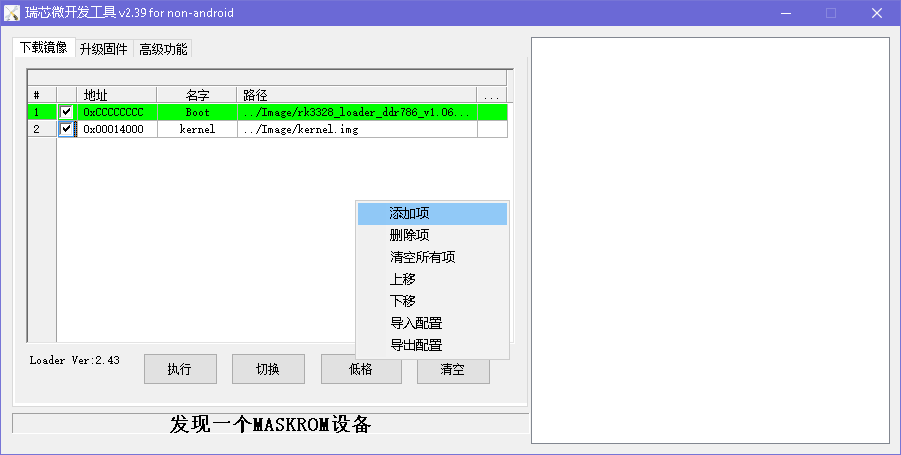 瑞芯微开发工具 v2.39 for non-android
下载镜像 升级固件 高级功能
# 地址 名字 路径 ...
1 0xCCCCCCCC Boot ../Image/rk3328_loader_ddr786_v1.06...
2 0x00014000 kernel ../Image/kernel.img
添加项
删除项
清空所有项
上移
下移
导入配置
导出配置
Loader Ver:2.43 执行 切换 低格 清空
发现一个MASKROM设备